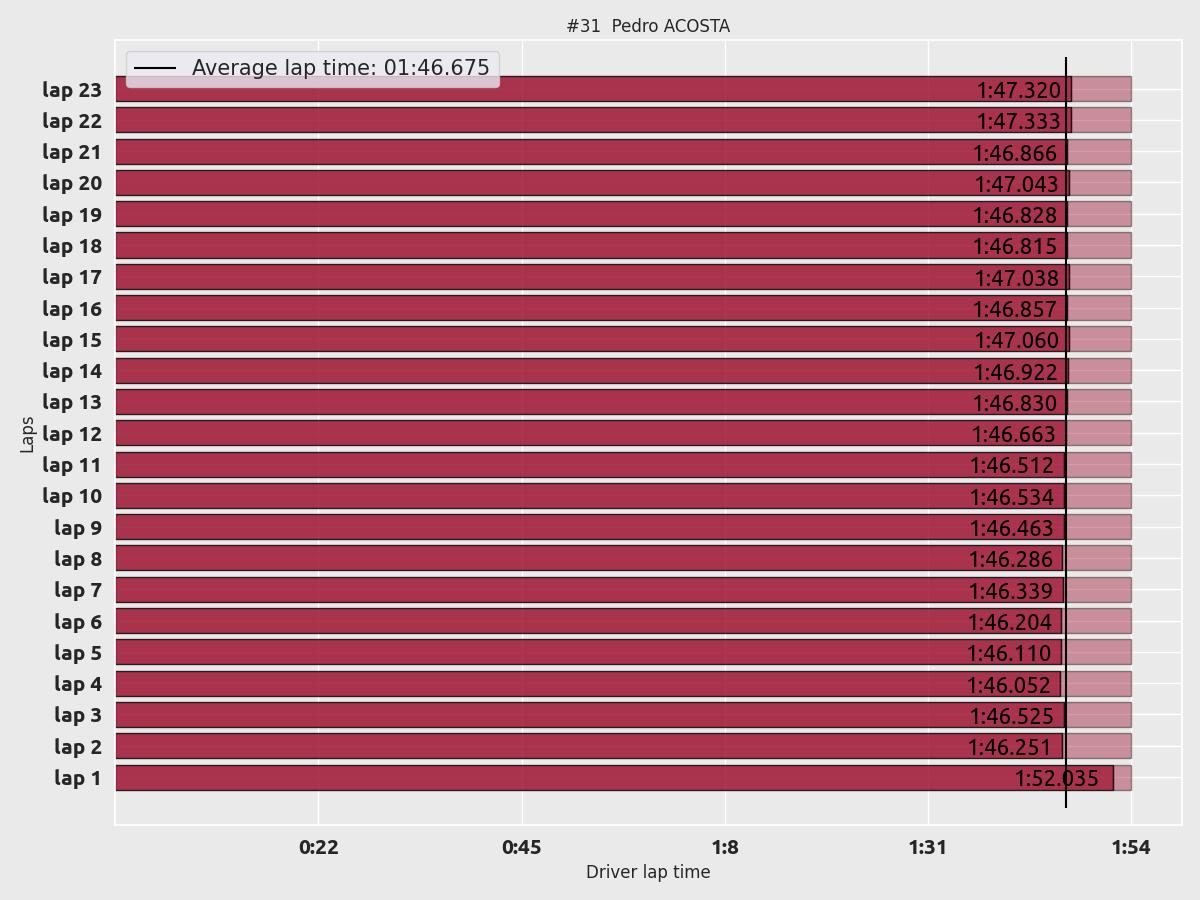 #31 Pedro ACOSTA
Average lap time: 01:46.675
lap 23 1:47.320
lap 22 1:47.333
lap 21 1:46.866
lap 20 1:47.043
lap 19 1:46.828
lap 18 1:46.815
lap 17 1:47.038
lap 16 1:46.857
lap 15 1:47.060
lap 14 1:46.922
lap 13 1:46.830
lap 12 1:46.663
lap 11 1:46.512
lap 10 1:46.534
lap 9 1:46.463
lap 8 1:46.286
lap 7 1:46.339
lap 6 1:46.204
lap 5 1:46.110
lap 4 1:46.052
lap 3 1:46.525
lap 2 1:46.251
lap 1 1:52.035
Laps
0:22 0:45 1:8 1:31 1:54
Driver lap time